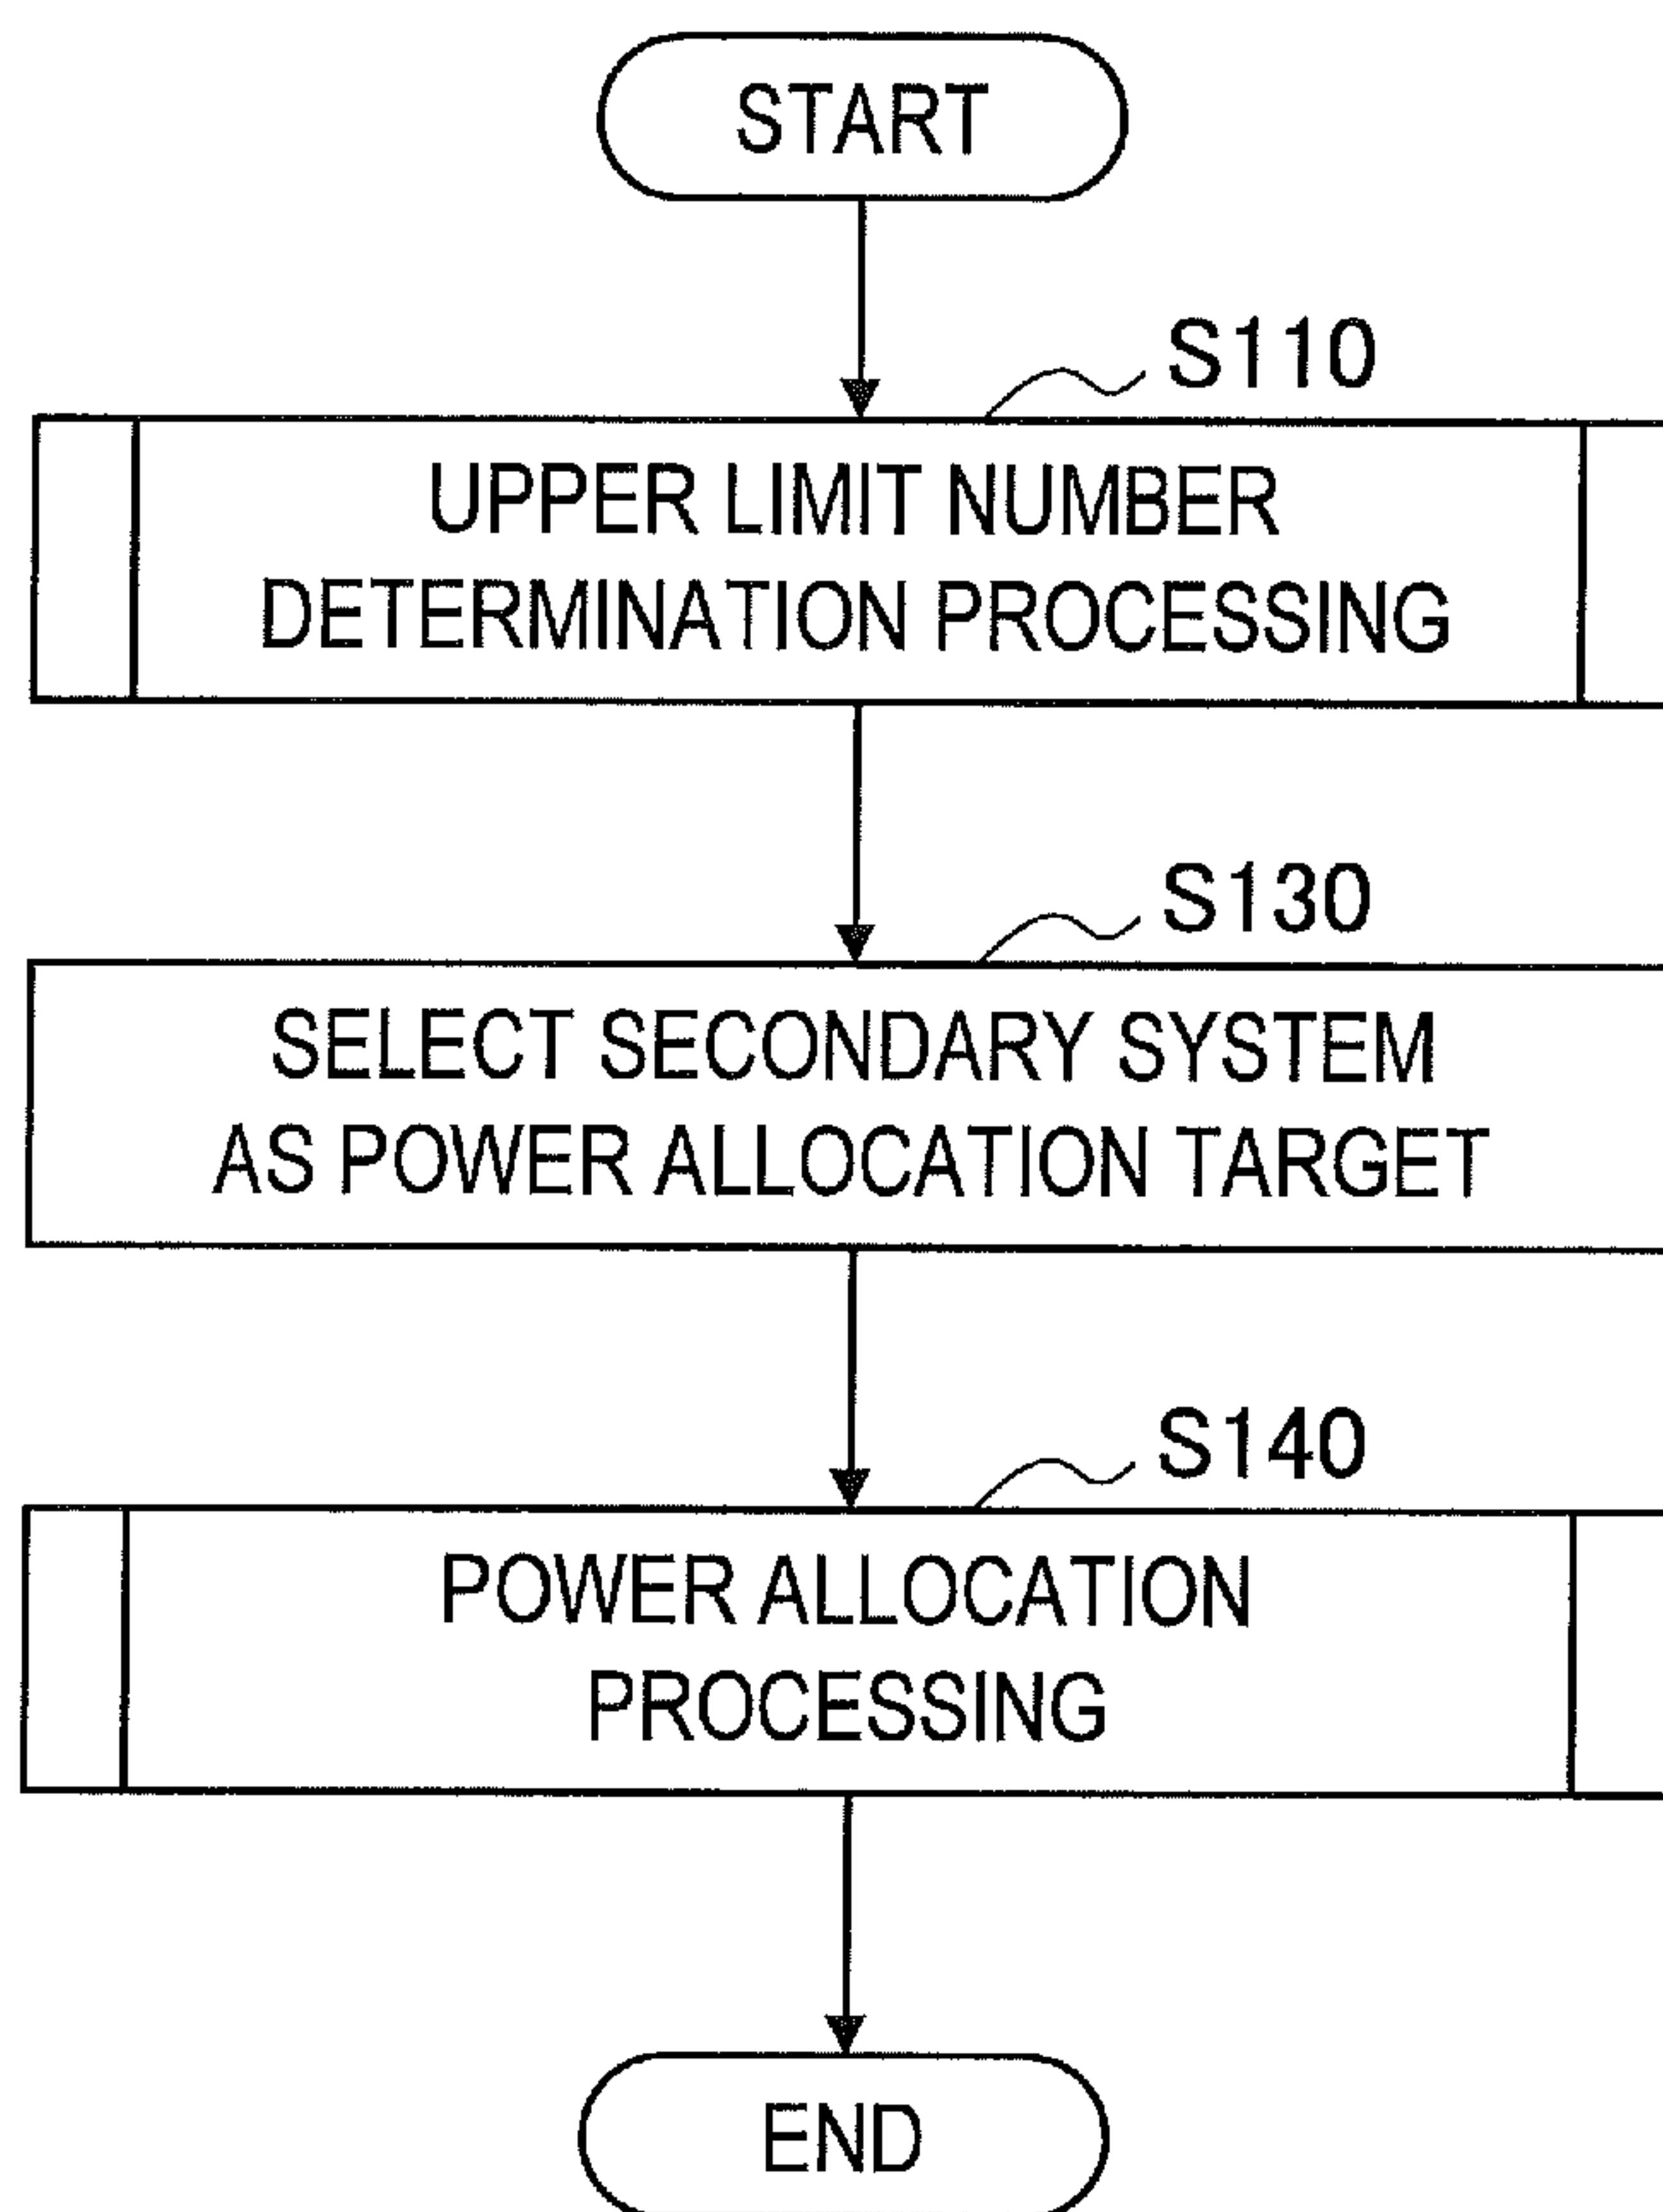 START
S110
UPPER LIMIT NUMBER
DETERMINATION PROCESSING
S130
SELECT SECONDARY SYSTEM
AS POWER ALLOCATION TARGET
S140
POWER ALLOCATION
PROCESSING
END